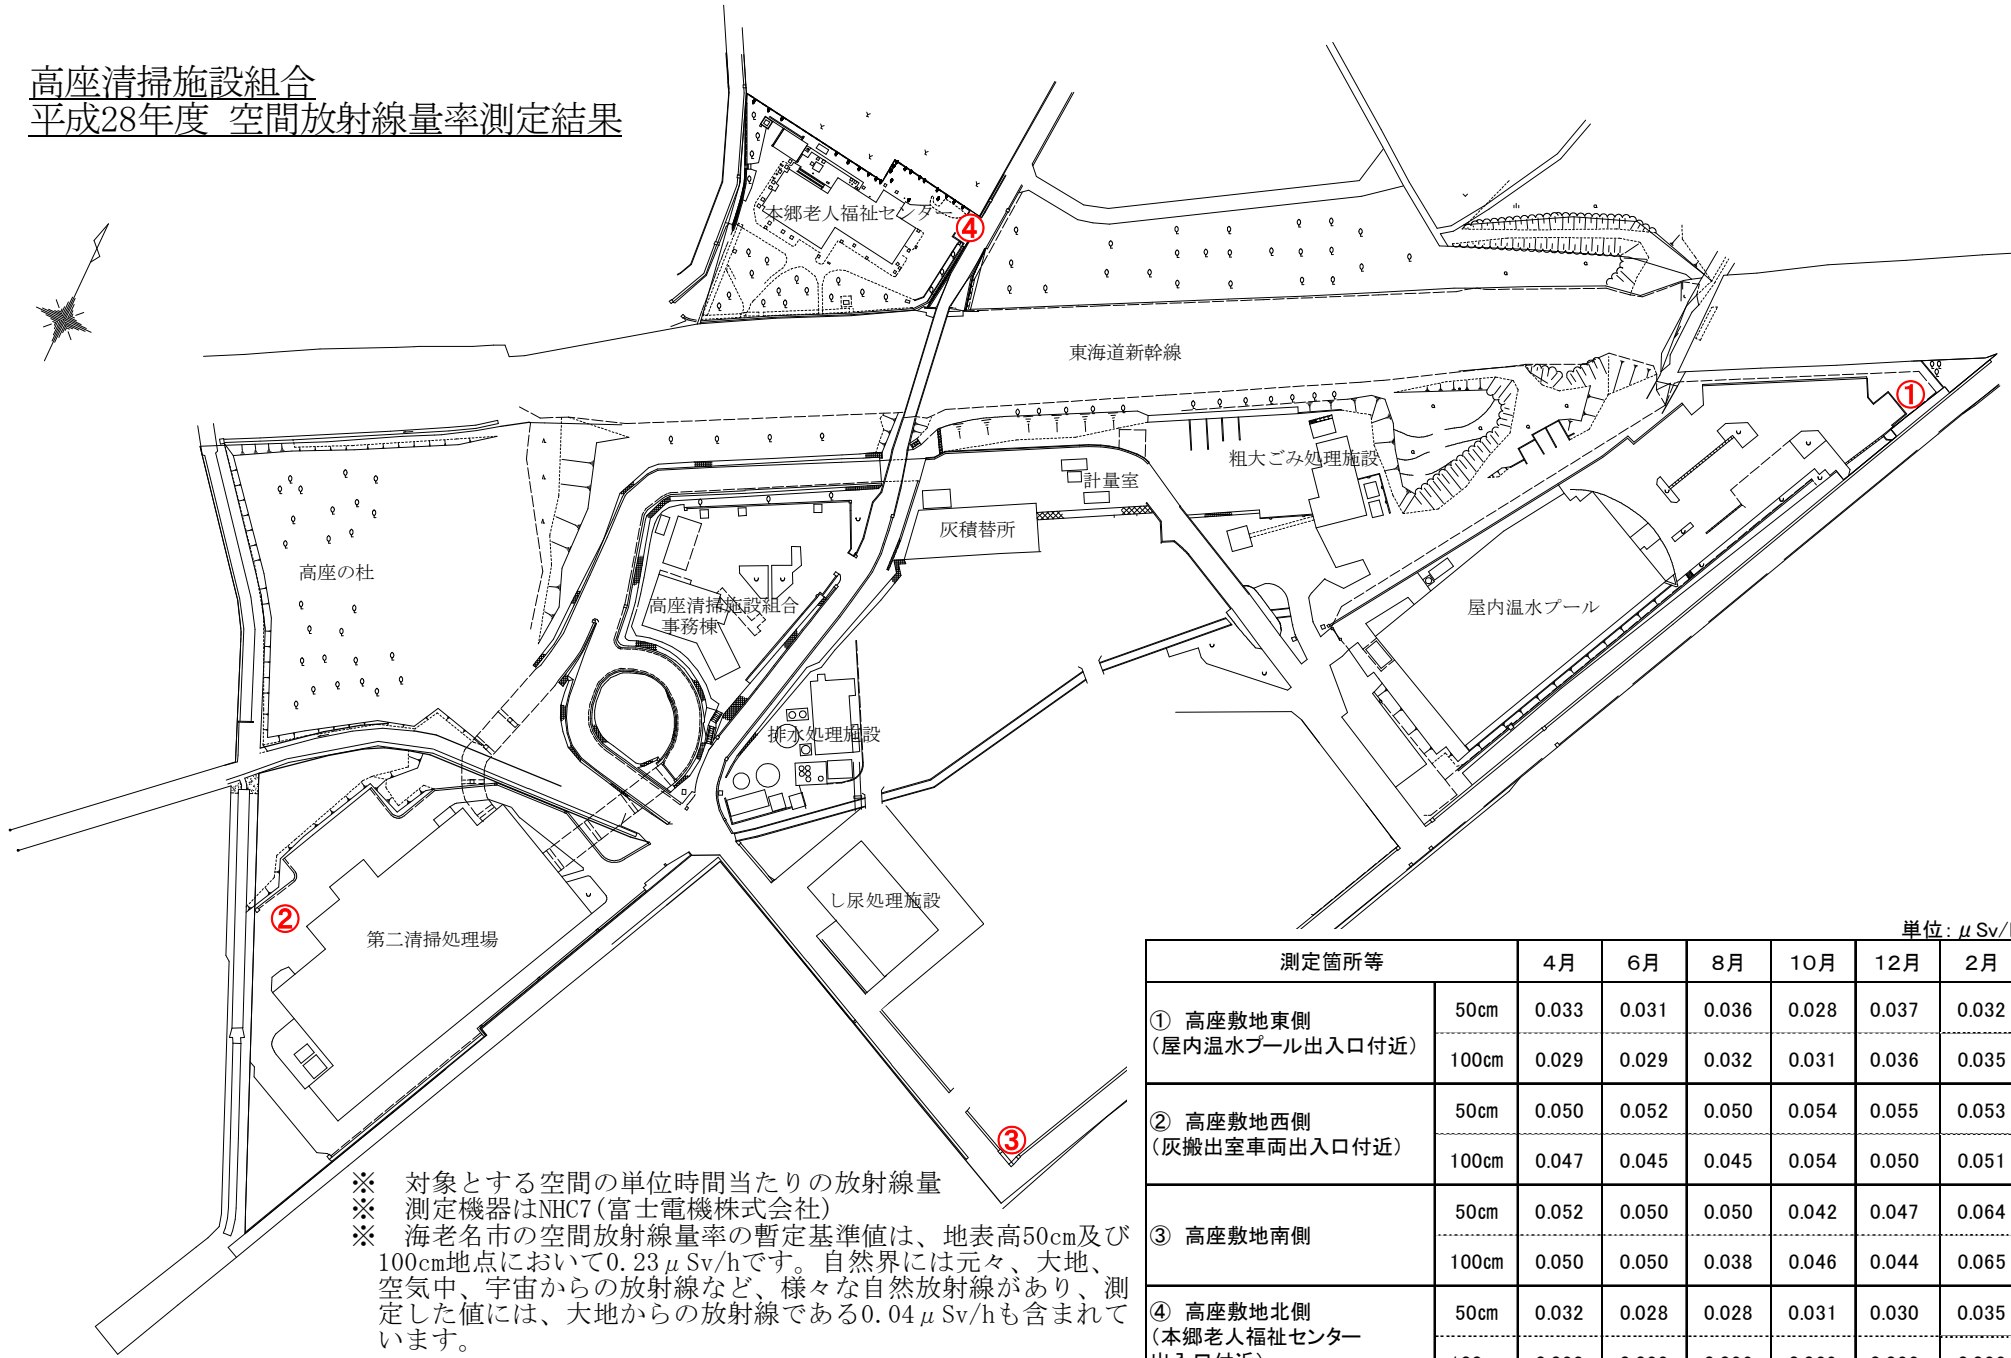 高座清掃施設組合
平成28年度 空間放射線量率測定結果
本郷老人福祉センター
④
東海道新幹線
①
粗大ごみ処理施設
計量室
灰積替所
高座の杜
高座清掃施設組合
事務棟
屋内温水プール
排水処理施設
し尿処理施設
②
第二清掃処理場
③
※ 対象とする空間の単位時間当たりの放射線量
※ 測定機器はNHC7(富士電機株式会社)
※ 海老名市の空間放射線量率の暫定基準値は、地表高50cm及び
100cm地点において0.23μSv/hです。自然界には元々、大地、
空気中、宇宙からの放射線など、様々な自然放射線があり、測
定した値には、大地からの放射線である0.04μSv/hも含まれて
います。
単位:μSv/
測定箇所等 4月 6月 8月 10月 12月 2月
① 高座敷地東側
(屋内温水プール出入口付近)
50cm 0.033 0.031 0.036 0.028 0.037 0.032
100cm 0.029 0.029 0.032 0.031 0.036 0.035
② 高座敷地西側
(灰搬出室車両出入口付近)
50cm 0.050 0.052 0.050 0.054 0.055 0.053
100cm 0.047 0.045 0.045 0.054 0.050 0.051
③ 高座敷地南側
50cm 0.052 0.050 0.050 0.042 0.047 0.064
100cm 0.050 0.050 0.038 0.046 0.044 0.065
④ 高座敷地北側
(本郷老人福祉センター
50cm 0.032 0.028 0.028 0.031 0.030 0.035